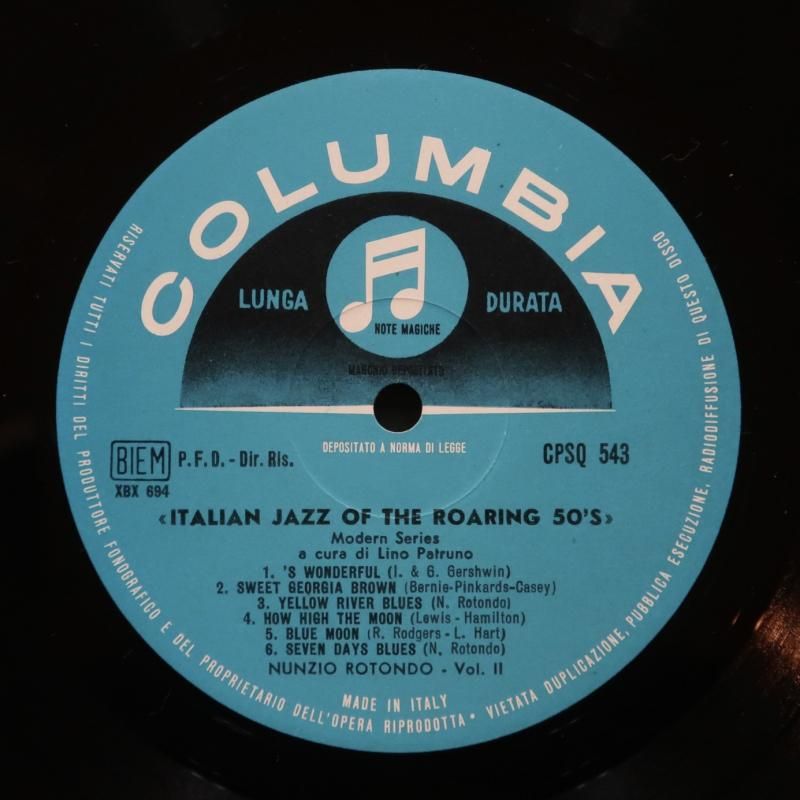 COLUMBIA
LUNGA DURATA
NOTE MAGICHE
MARCHIO DEPOSITATO
DEPOSITATO A NORMA DI LEGGE
BIEM P.F.D. - Dir. Ris. CPSQ 543
XBX 694
«ITALIAN JAZZ OF THE ROARING 50'S»
Modern Series
a cura di Lino Patruno
1. 'S WONDERFUL (I. & G. Gershwin)
2. SWEET GEORGIA BROWN (Bernie-Pinkards-Casey)
3. YELLOW RIVER BLUES (N. Rotondo)
4. HOW HIGH THE MOON (Lewis - Hamilton)
5. BLUE MOON (R. Rodgers - L. Hart)
6. SEVEN DAYS BLUES (N. Rotondo)
NUNZIO ROTONDO - Vol. II
MADE IN ITALY
RISERVATI TUTTI I DIRITTI DEL PRODUTTORE FONOGRAFICO E DEL PROPRIETARIO DELL'OPERA RIPRODOTTA • VIETATA DUPLICAZIONE, PUBBLICA ESECUZIONE, RADIODIFFUSIONE DI QUESTO DISCO